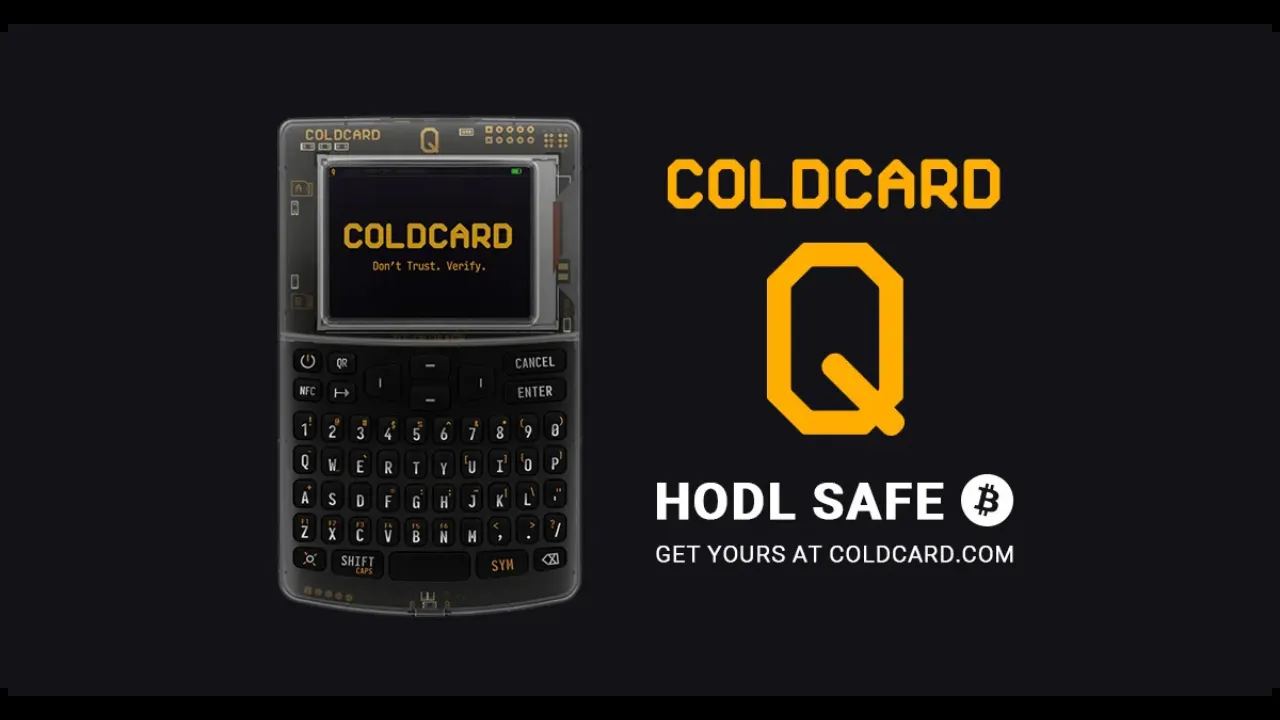 COLDCARD
Q
A
COLDCARD
Don't Trust. Verify.
QR
CANCEL
NFC
ENTER
1 2 3 4 5 6 7 8 9 0
Q W E R T Y U I O P
A S D F G H J K L
Z X C V B N M , . /
SHIFT
CAPS
SYM
COLDCARD
Q
HODL SAFE ₿
GET YOURS AT COLDCARD.COM